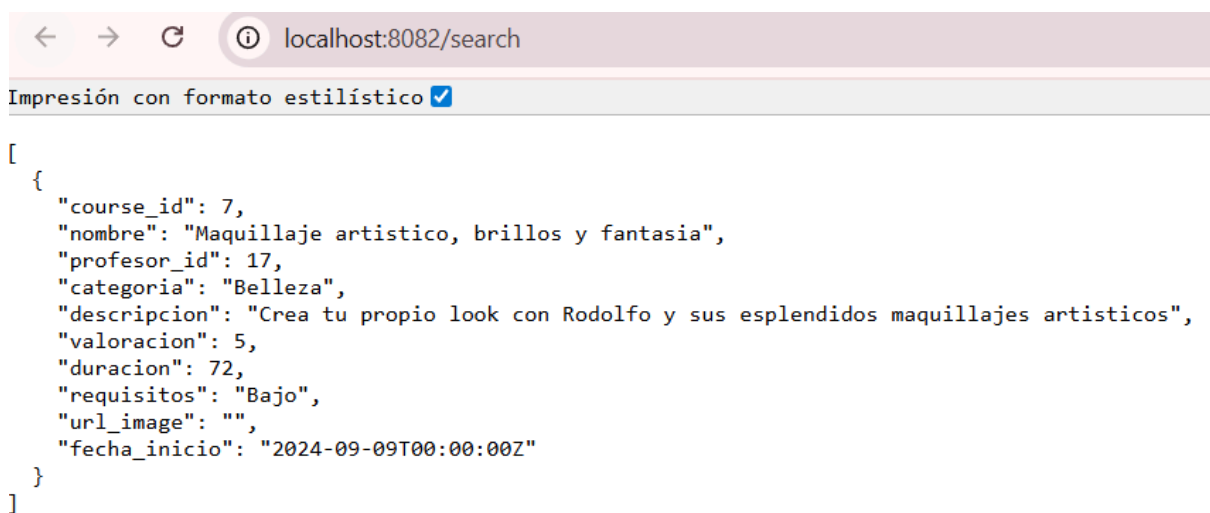 localhost:8082/search
Impresión con formato estilístico
[
  {
    "course_id": 7,
    "nombre": "Maquillaje artistico, brillos y fantasia",
    "profesor_id": 17,
    "categoria": "Belleza",
    "descripcion": "Crea tu propio look con Rodolfo y sus esplendidos maquillajes artisticos",
    "valoracion": 5,
    "duracion": 72,
    "requisitos": "Bajo",
    "url_image": "",
    "fecha_inicio": "2024-09-09T00:00:00Z"
  }
]